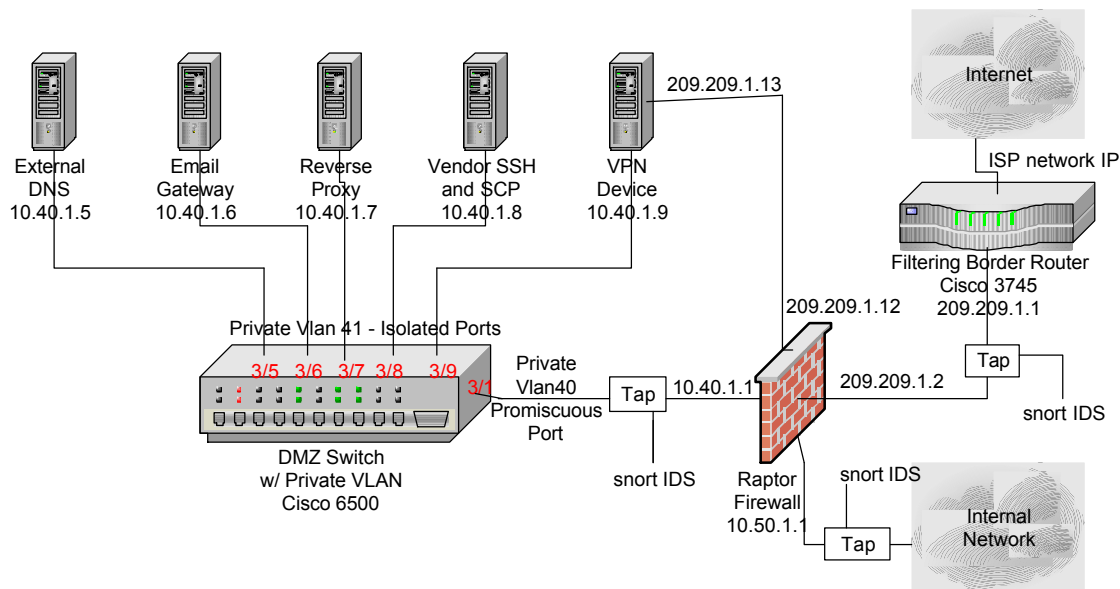 Internet
209.209.1.13
ISP network IP
External
DNS
10.40.1.5
Email
Gateway
10.40.1.6
Reverse
Proxy
10.40.1.7
Vendor SSH
and SCP
10.40.1.8
VPN
Device
10.40.1.9
Filtering Border Router
Cisco 3745
209.209.1.1
209.209.1.12
Private Vlan 41 - Isolated Ports
3/5
3/6
3/7
3/8
3/9
3/1
Private
Vlan40
Promiscuous
Port
Tap
10.40.1.1
209.209.1.2
Tap
snort IDS
snort IDS
DMZ Switch
w/ Private VLAN
Cisco 6500
Raptor
Firewall
10.50.1.1
snort IDS
Tap
Internal
Network